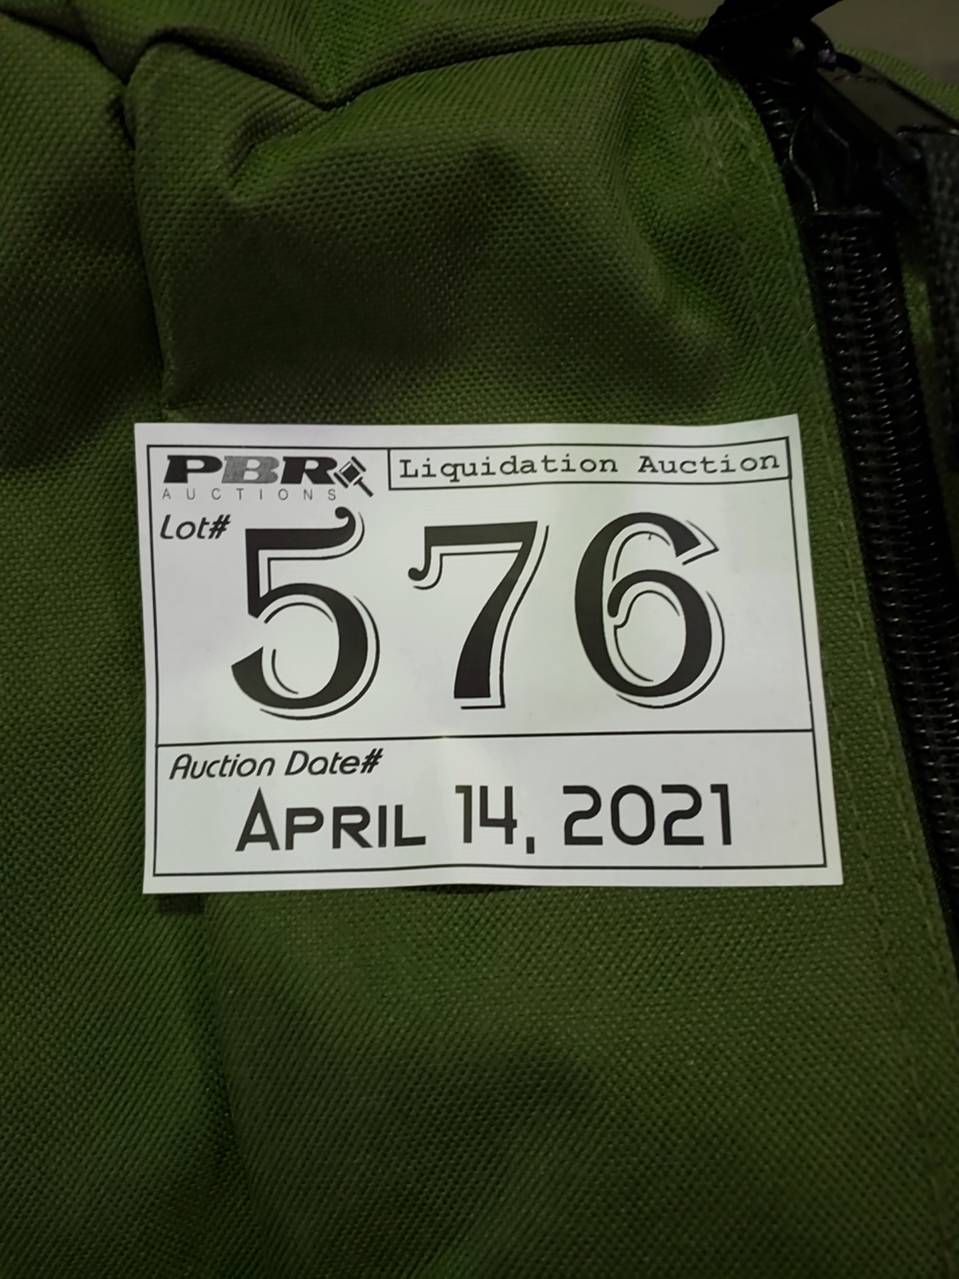 PBR
AUCTIONS
Liquidation Auction
Lot#
576
Auction Date#
APRIL 14, 2021